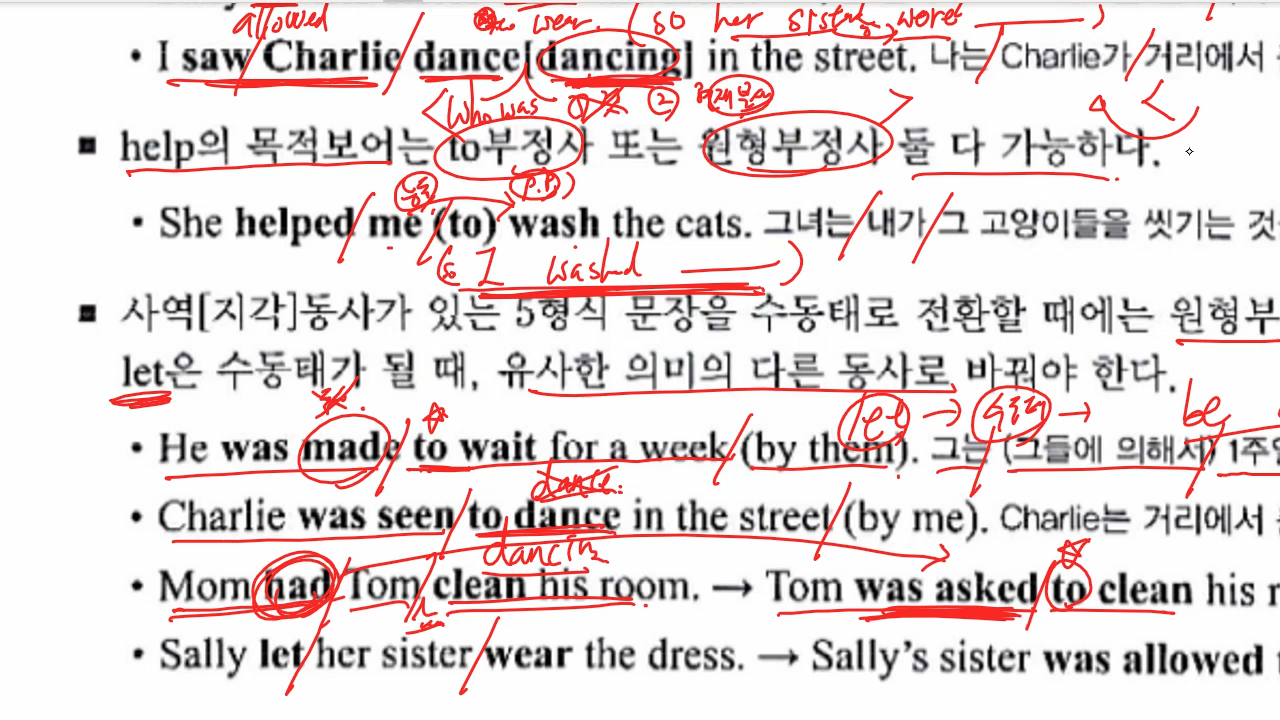 allowed to wear. (so her sister wore )
• I saw Charlie dance[dancing] in the street. 나는 Charlie가 거리에서
who was ② 현재분사
■ help의 목적보어는 to부정사 또는 원형부정사 둘 다 가능하다.
능동 p.p)
• She helped me (to) wash the cats. 그녀는 내가 그 고양이들을 씻기는 것
(so I washed )
■ 사역[지각]동사가 있는 5형식 문장을 수동태로 전환할 때에는 원형부
let은 수동태가 될 때, 유사한 의미의 다른 동사로 바꿔야 한다.
let → 수동태 → be
• He was made to wait for a week (by them). 그는 (그들에 의해서) 1주일
dance
• Charlie was seen to dance in the street (by me). Charlie는 거리에서
dancing
• Mom had Tom clean his room. → Tom was asked to clean his
• Sally let her sister wear the dress. → Sally's sister was allowed